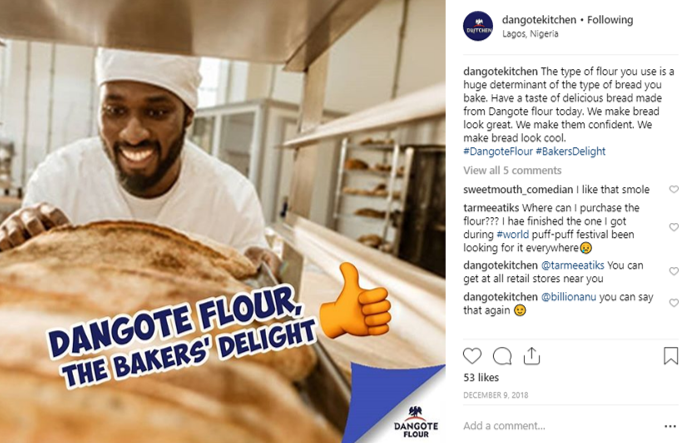 DANGOTE FLOUR,
THE BAKERS' DELIGHT
DANGOTE
FLOUR
dangotekitchen • Following
Lagos, Nigeria
dangotekitchen The type of flour you use is a
huge determinant of the type of bread you
bake. Have a taste of delicious bread made
from Dangote flour today. We make bread
look great. We make them confident. We
make bread look cool.
#DangoteFlour #BakersDelight
View all 5 comments
sweetmouth_comedian I like that smole
tarmeeatiks Where can I purchase the
flour??? I hae finished the one I got
during #world puff-puff festival been
looking for it everywhere😥
dangotekitchen @tarmeeatiks You can
get at all retail stores near you
dangotekitchen @billionanu you can say
that again 🙂
53 likes
DECEMBER 9, 2018
Add a comment...